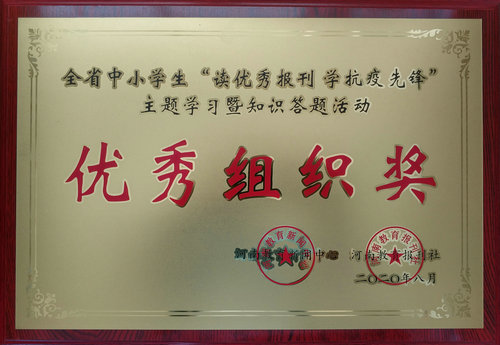 全省中小学生“读优秀报刊 学抗疫先锋”
主题学习暨知识答题活动
优秀组织奖
河南教育新闻中心 河南教育报刊社
二〇二〇年八月